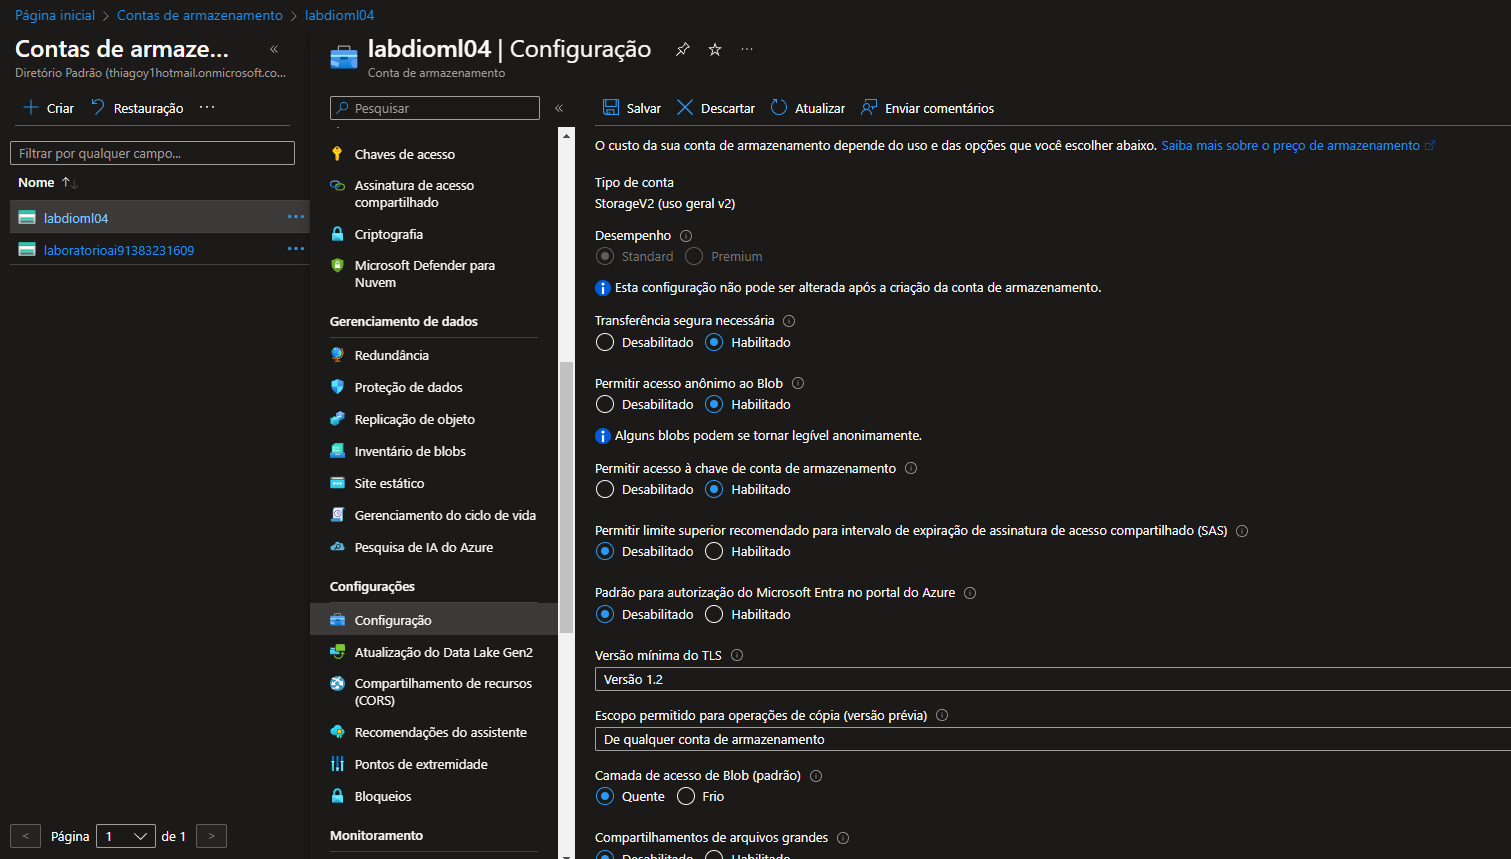 Página inicial > Contas de armazenamento > labdioml04
Contas de armaze... «
Diretório Padrão (thiagoy1hotmail.onmicrosoft.co...
Criar Restauração ...
Filtrar por qualquer campo...
Nome
labdioml04 ...
laboratorioai91383231609 ...
< Página 1 de 1 >
labdioml04 | Configuração ...
Conta de armazenamento
Pesquisar «
Chaves de acesso
Assinatura de acesso
compartilhado
Criptografia
Microsoft Defender para
Nuvem
Gerenciamento de dados
Redundância
Proteção de dados
Replicação de objeto
Inventário de blobs
Site estático
Gerenciamento do ciclo de vida
Pesquisa de IA do Azure
Configurações
Configuração
Atualização do Data Lake Gen2
Compartilhamento de recursos
(CORS)
Recomendações do assistente
Pontos de extremidade
Bloqueios
Monitoramento
Salvar Descartar Atualizar Enviar comentários
O custo da sua conta de armazenamento depende do uso e das opções que você escolher abaixo. Saiba mais sobre o preço de armazenamento
Tipo de conta
StorageV2 (uso geral v2)
Desempenho
Standard Premium
Esta configuração não pode ser alterada após a criação da conta de armazenamento.
Transferência segura necessária
Desabilitado Habilitado
Permitir acesso anônimo ao Blob
Desabilitado Habilitado
Alguns blobs podem se tornar legível anonimamente.
Permitir acesso à chave de conta de armazenamento
Desabilitado Habilitado
Permitir limite superior recomendado para intervalo de expiração de assinatura de acesso compartilhado (SAS)
Desabilitado Habilitado
Padrão para autorização do Microsoft Entra no portal do Azure
Desabilitado Habilitado
Versão mínima do TLS
Versão 1.2
Escopo permitido para operações de cópia (versão prévia)
De qualquer conta de armazenamento
Camada de acesso de Blob (padrão)
Quente Frio
Compartilhamentos de arquivos grandes
Desabilitado Habilitado